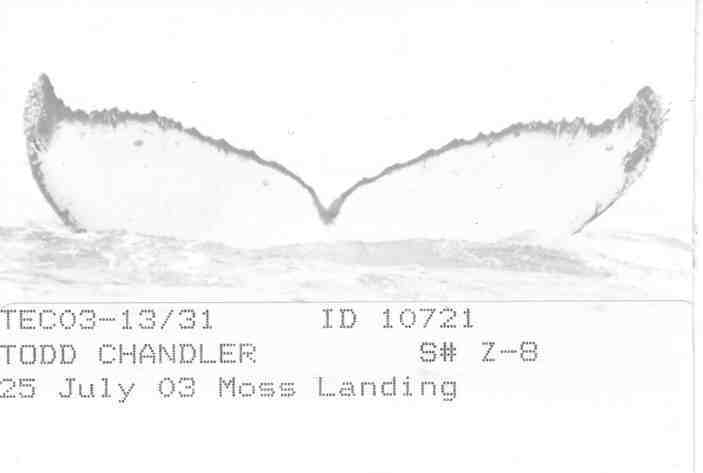 TEC03-13/31 ID 10721
TODD CHANDLER S# Z-8
25 July 03 Moss Landing